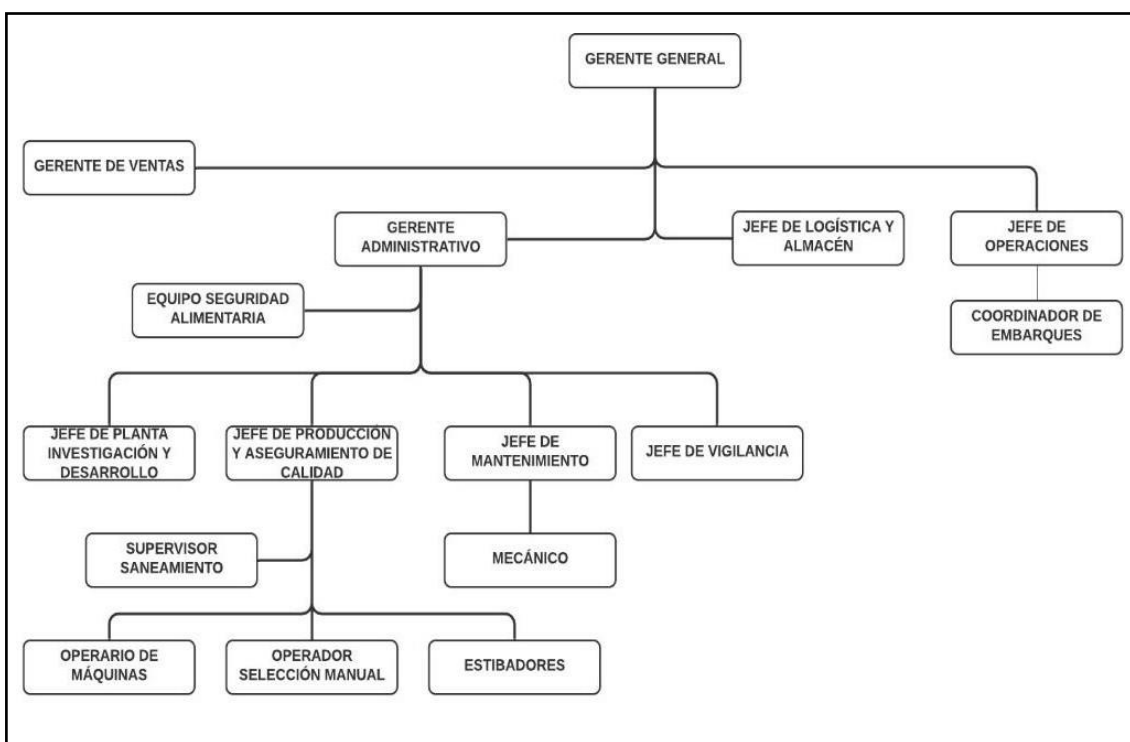 GERENTE GENERAL
GERENTE DE VENTAS
GERENTE
ADMINISTRATIVO
JEFE DE LOGÍSTICA Y
ALMACÉN
JEFE DE
OPERACIONES
EQUIPO SEGURIDAD
ALIMENTARIA
COORDINADOR DE
EMBARQUES
JEFE DE PLANTA
INVESTIGACIÓN Y
DESARROLLO
JEFE DE PRODUCCIÓN
Y ASEGURAMIENTO DE
CALIDAD
JEFE DE
MANTENIMIENTO
JEFE DE VIGILANCIA
SUPERVISOR
SANEAMIENTO
MECÁNICO
OPERARIO DE
MÁQUINAS
OPERADOR
SELECCIÓN MANUAL
ESTIBADORES